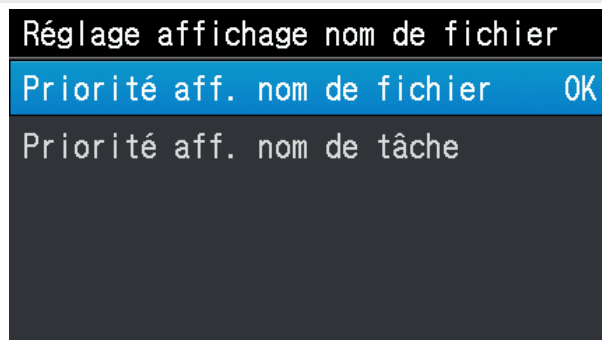 Réglage affichage nom de fichier
Priorité aff. nom de fichier OK
Priorité aff. nom de tâche